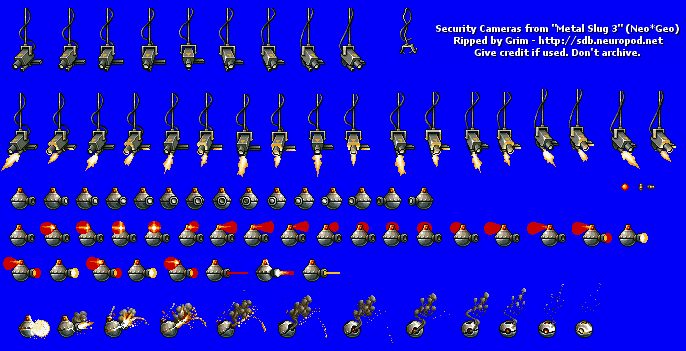 Security Cameras from "Metal Slug 3" (Neo*Geo)
Ripped by Grim - http://sdb.neuropod.net
Give credit if used. Don't archive.